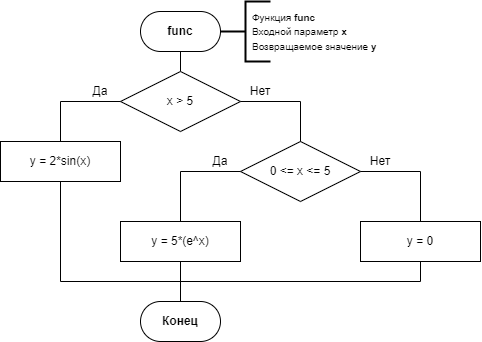 func
Функция func
Входной параметр x
Возвращаемое значение y
Да
x > 5
Нет
y = 2*sin(x)
Да
0 <= x <= 5
Нет
y = 5*(e^x)
y = 0
Конец